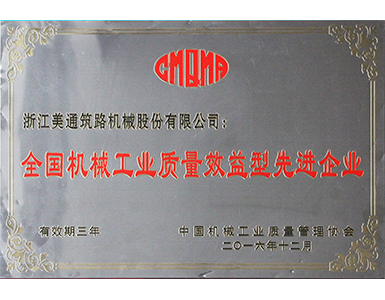 CMQMA
浙江美通筑路机械股份有限公司：
全国机械工业质量效益型先进企业
有效期三年
中国机械工业质量管理协会
二〇一六年十二月